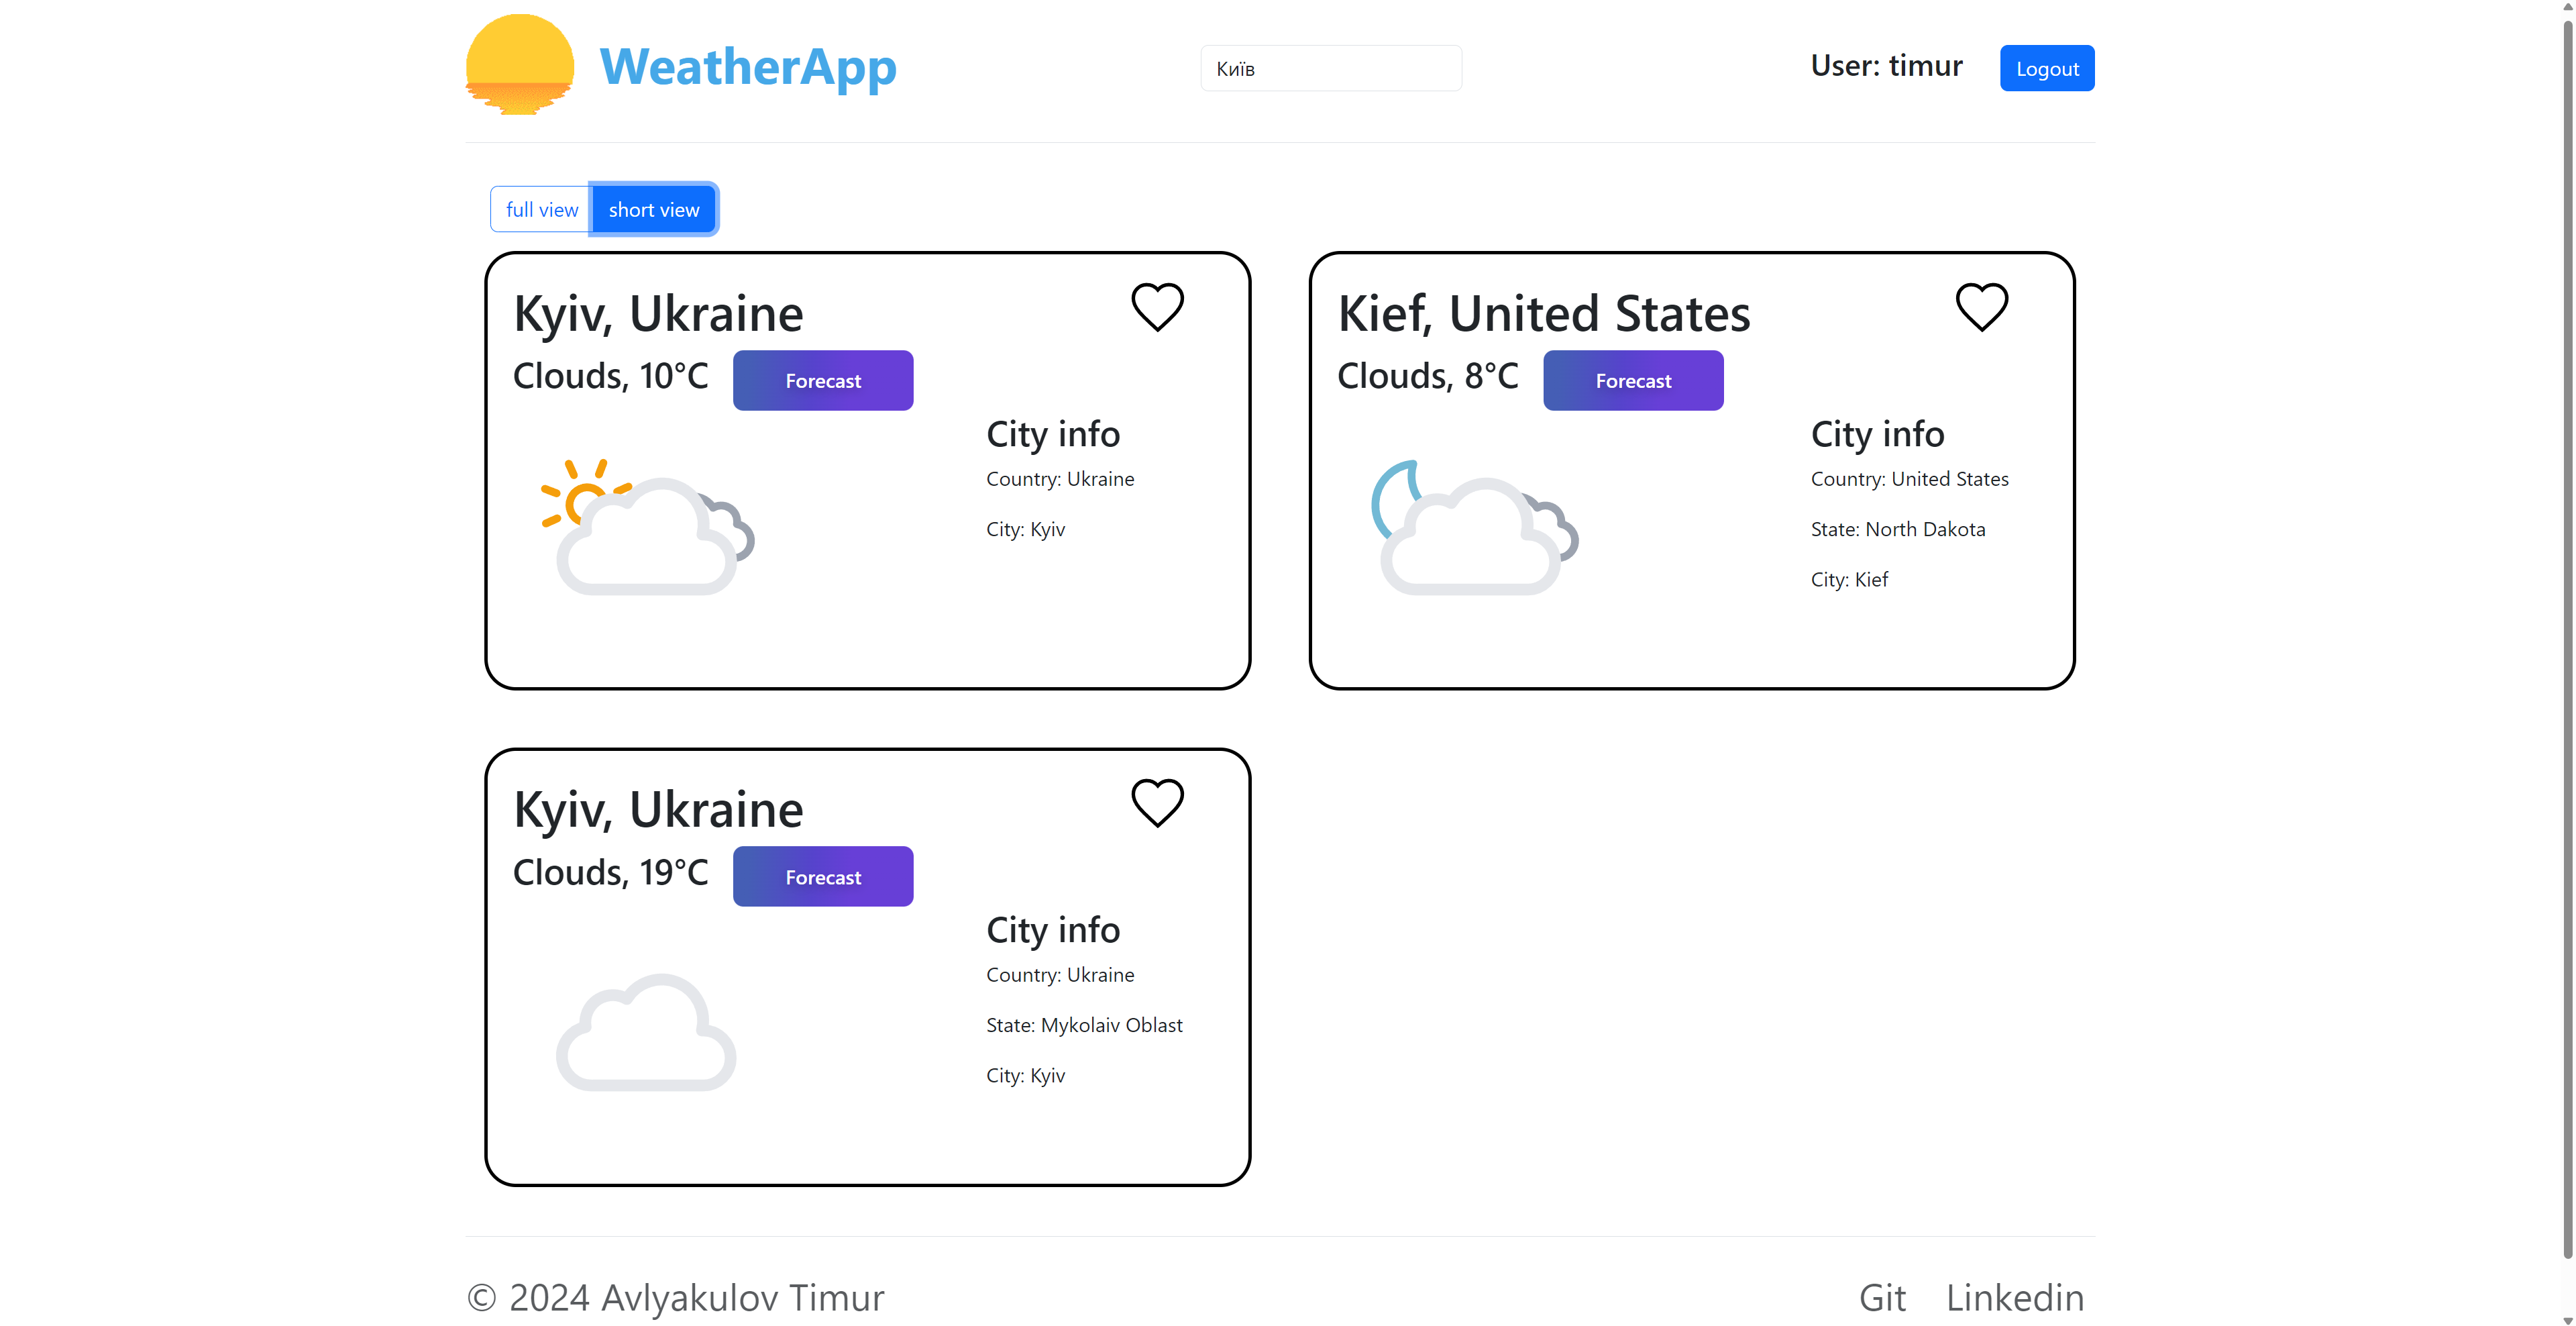 WeatherApp
Київ
User: timur
Logout
full view
short view
Kyiv, Ukraine
Clouds, 10°C
Forecast
City info
Country: Ukraine
City: Kyiv
Kief, United States
Clouds, 8°C
Forecast
City info
Country: United States
State: North Dakota
City: Kief
Kyiv, Ukraine
Clouds, 19°C
Forecast
City info
Country: Ukraine
State: Mykolaiv Oblast
City: Kyiv
© 2024 Avlyakulov Timur
Git
Linkedin